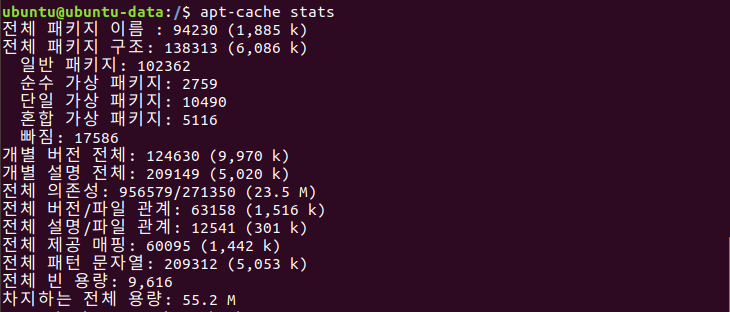 ubuntu@ubuntu-data:/$ apt-cache stats
전체 패키지 이름 : 94230 (1,885 k)
전체 패키지 구조: 138313 (6,086 k)
  일반 패키지: 102362
  순수 가상 패키지: 2759
  단일 가상 패키지: 10490
  혼합 가상 패키지: 5116
  빠짐: 17586
개별 버전 전체: 124630 (9,970 k)
개별 설명 전체: 209149 (5,020 k)
전체 의존성: 956579/271350 (23.5 M)
전체 버전/파일 관계: 63158 (1,516 k)
전체 설명/파일 관계: 12541 (301 k)
전체 제공 매핑: 60095 (1,442 k)
전체 패턴 문자열: 209312 (5,053 k)
전체 빈 용량: 9,616
차지하는 전체 용량: 55.2 M